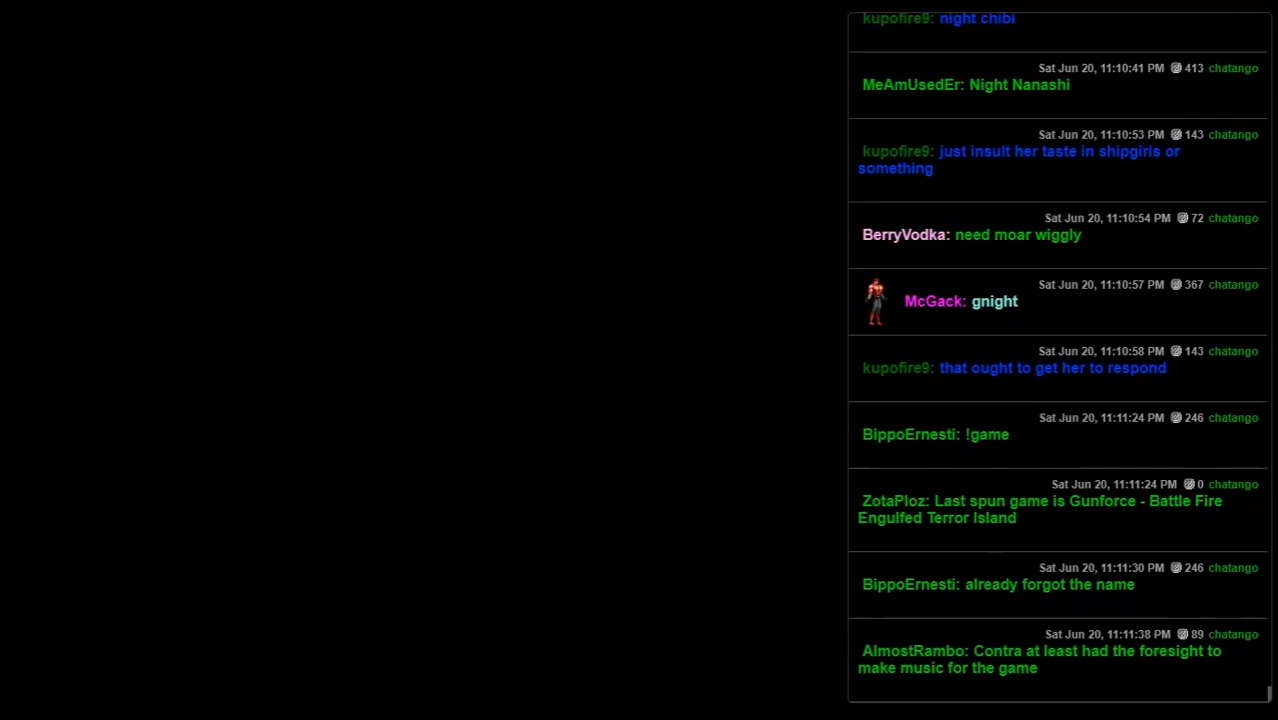 kupofire9: night chibi
Sat Jun 20, 11:10:41 PM 413 chatango
MeAmUsedEr: Night Nanashi
Sat Jun 20, 11:10:53 PM 143 chatango
kupofire9: just insult her taste in shipgirls or
something
Sat Jun 20, 11:10:54 PM 72 chatango
BerryVodka: need moar wiggly
Sat Jun 20, 11:10:57 PM 367 chatango
McGack: gnight
Sat Jun 20, 11:10:58 PM 143 chatango
kupofire9: that ought to get her to respond
Sat Jun 20, 11:11:24 PM 246 chatango
BippoErnesti: !game
Sat Jun 20, 11:11:24 PM 0 chatango
ZotaPloz: Last spun game is Gunforce - Battle Fire
Engulfed Terror Island
Sat Jun 20, 11:11:30 PM 246 chatango
BippoErnesti: already forgot the name
Sat Jun 20, 11:11:38 PM 89 chatango
AlmostRambo: Contra at least had the foresight to
make music for the game